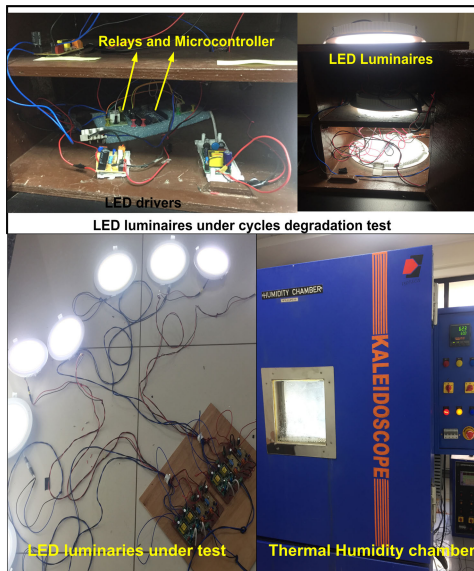 Relays and Microcontroller
LED Luminaires
LED drivers
LED luminaires under cycles degradation test
HUMIDITY CHAMBER
KALEIDOSCOPE
LED luminaries under test
Thermal Humidity chamber